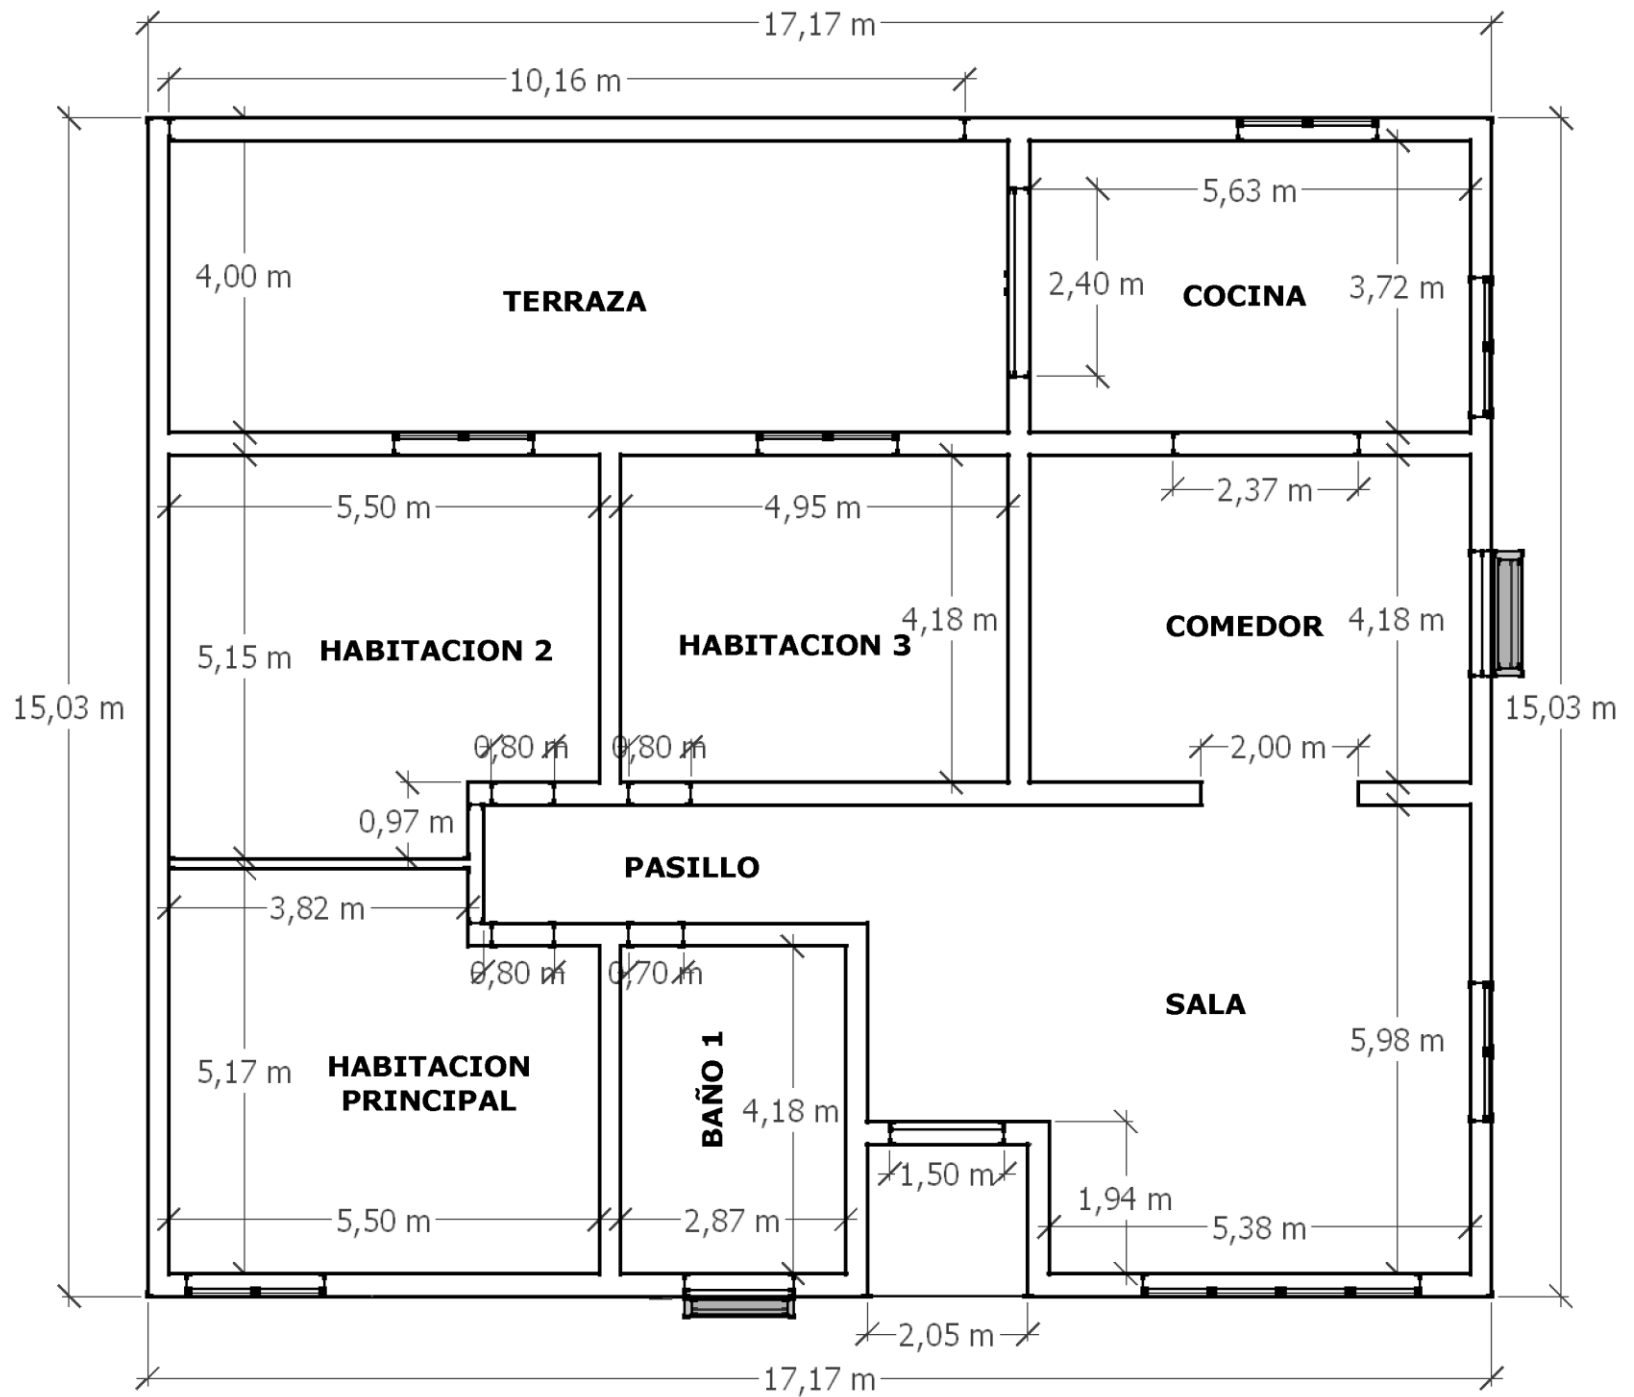 17,17 m
10,16 m
5,63 m
4,00 m
TERRAZA
2,40 m
COCINA
3,72 m
5,50 m
4,95 m
2,37 m
4,18 m
COMEDOR
4,18 m
5,15 m
HABITACION 2
HABITACION 3
15,03 m
15,03 m
0,80 m
0,80 m
2,00 m
0,97 m
PASILLO
3,82 m
0,80 m
0,70 m
SALA
5,98 m
5,17 m
HABITACION
PRINCIPAL
BAÑO 1
4,18 m
1,50 m
1,94 m
5,50 m
2,87 m
5,38 m
2,05 m
17,17 m